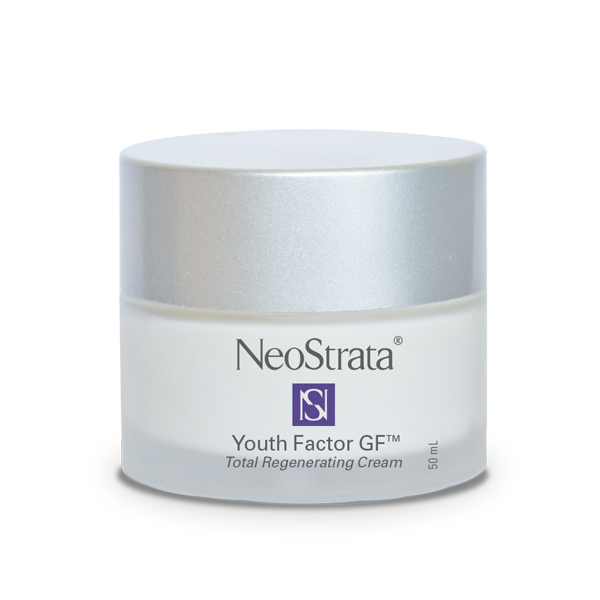 NeoStrata®
NS
Youth Factor GF™
Total Regenerating Cream
50 mL